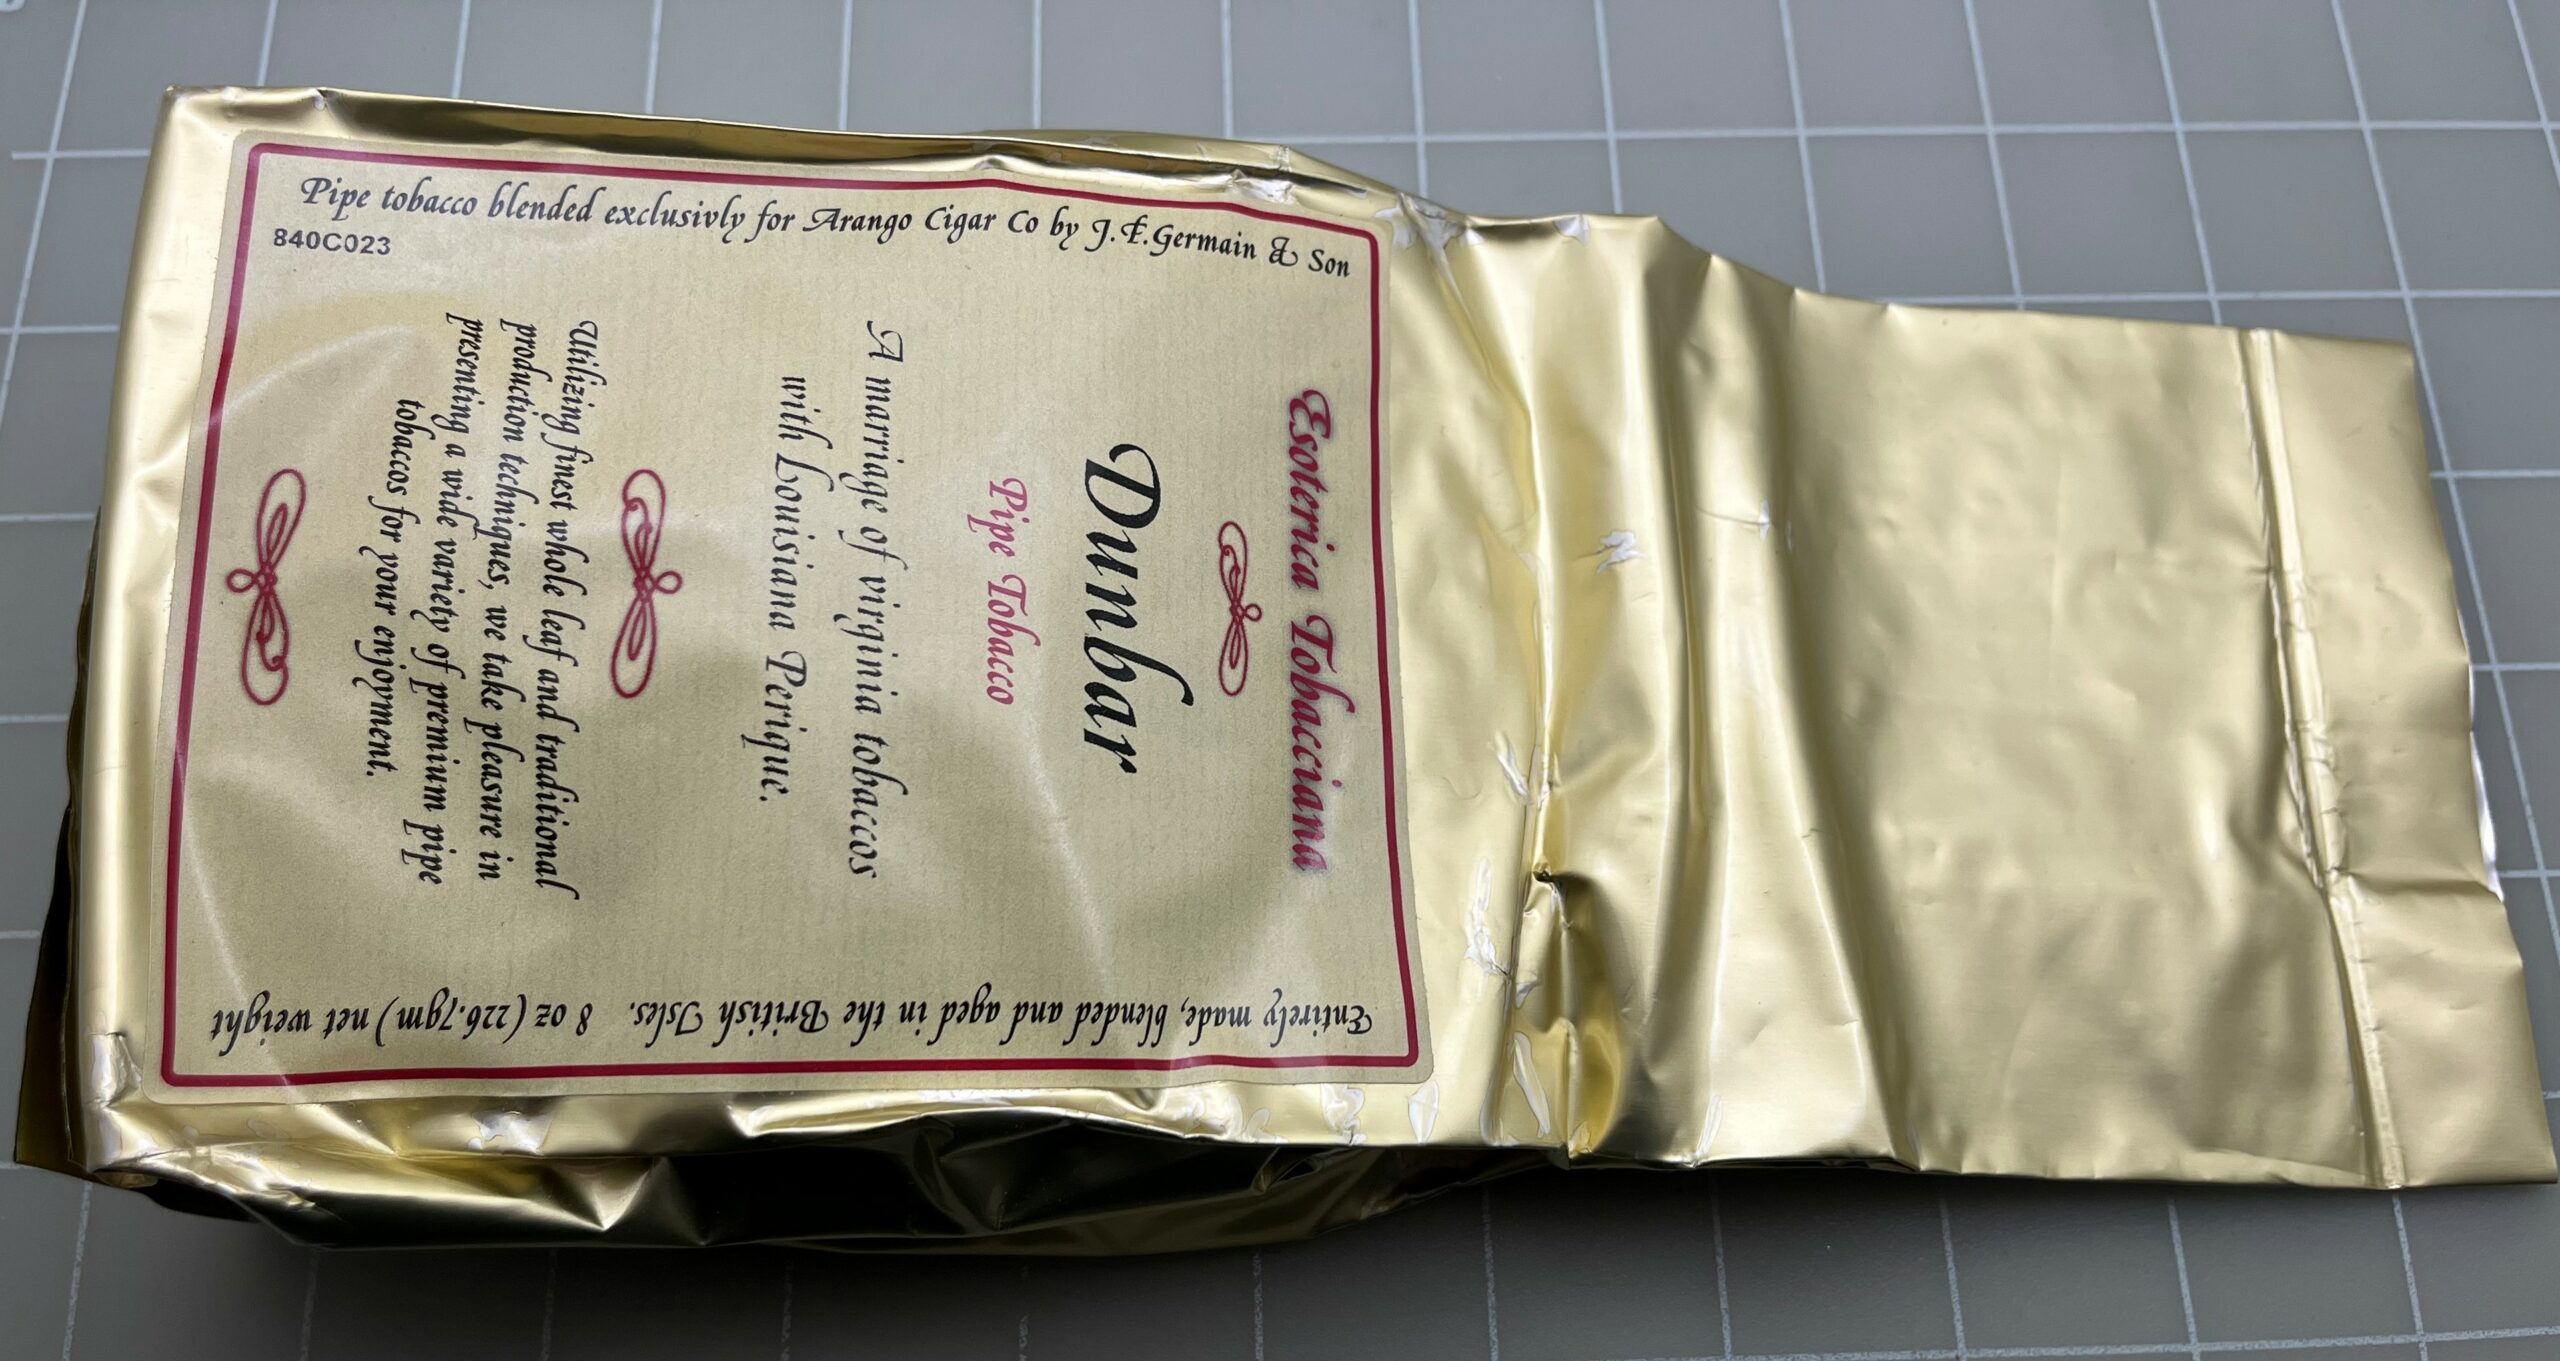 Pipe tobacco blended exclusivly for Arango Cigar Co by J.F.Germain & Son
840C023
Esoterica Tobacciana
Dunbar
Pipe Tobacco
A marriage of virginia tobaccos
with Louisiana Perique.
Utilizing finest whole leaf and traditional
production techniques, we take pleasure in
presenting a wide variety of premium pipe
tobaccos for your enjoyment.
Entirely made, blended and aged in the British Isles. 8 oz (226.7gm) net weight